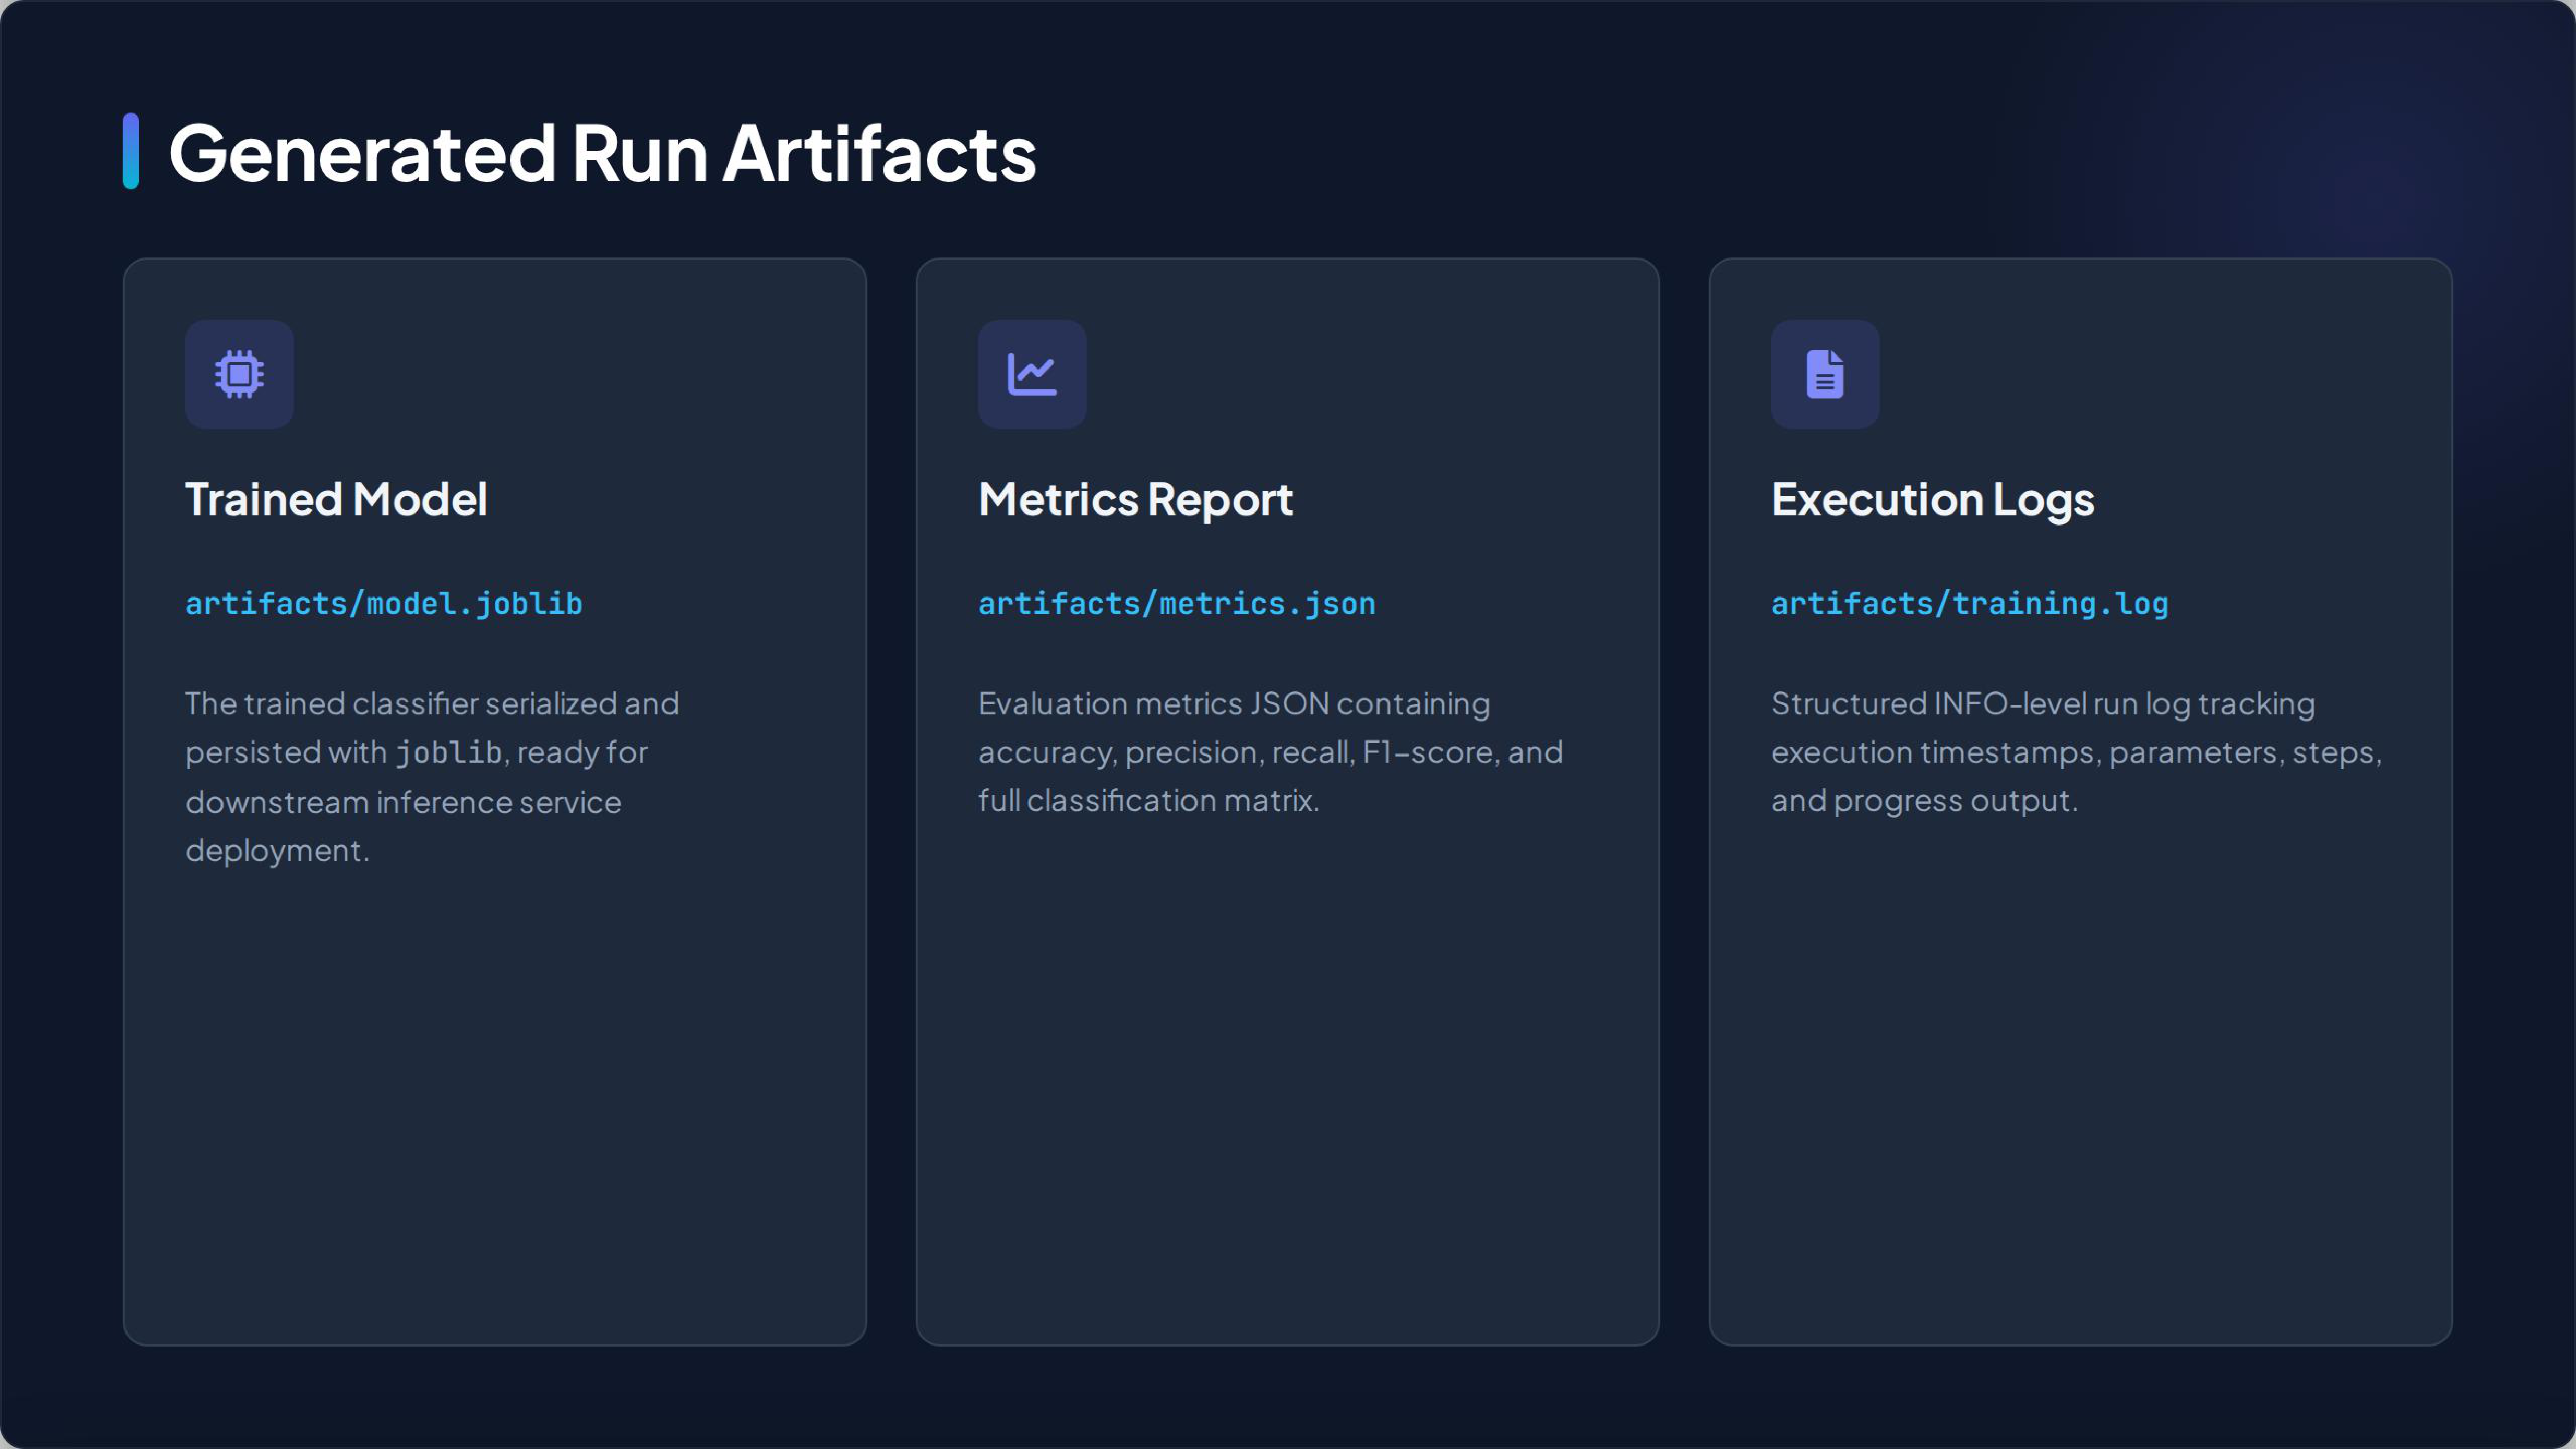 Generated Run Artifacts
Trained Model
artifacts/model.joblib
The trained classifier serialized and
persisted with joblib, ready for
downstream inference service
deployment.
Metrics Report
artifacts/metrics.json
Evaluation metrics JSON containing
accuracy, precision, recall, F1-score, and
full classification matrix.
Execution Logs
artifacts/training.log
Structured INFO-level run log tracking
execution timestamps, parameters, steps,
and progress output.